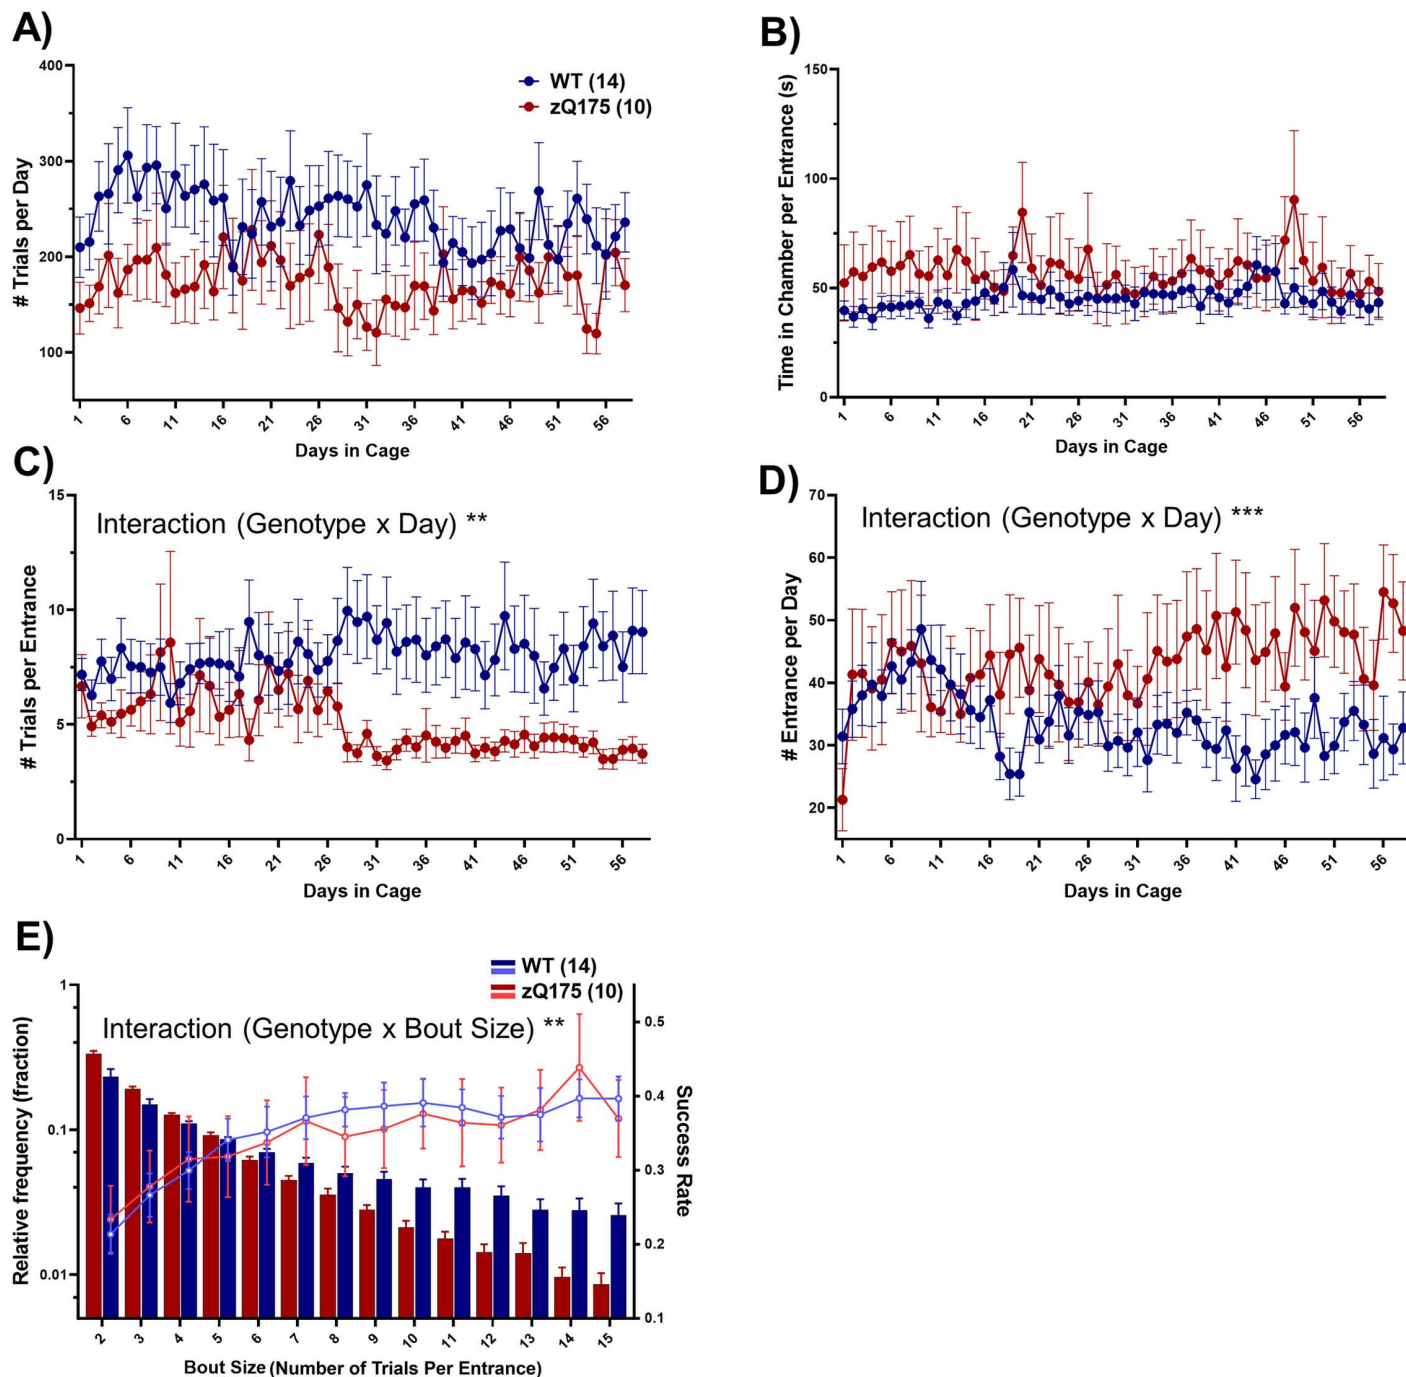 A)
400
300
200
100
# Trials per Day
WT (14)
zQ175 (10)
1 6 11 16 21 26 31 36 41 46 51 56
Days in Cage
B)
150
100
50
0
Time in Chamber per Entrance (s)
1 6 11 16 21 26 31 36 41 46 51 56
Days in Cage
C)
15
10
5
0
# Trials per Entrance
Interaction (Genotype x Day) **
1 6 11 16 21 26 31 36 41 46 51 56
Days in Cage
D)
70
60
50
40
30
20
# Entrance per Day
Interaction (Genotype x Day) ***
1 6 11 16 21 26 31 36 41 46 51 56
Days in Cage
E)
WT (14)
zQ175 (10)
Interaction (Genotype x Bout Size) **
1
0.1
0.01
Relative frequency (fraction)
0.5
0.4
0.3
0.2
0.1
Success Rate
2 3 4 5 6 7 8 9 10 11 12 13 14 15
Bout Size (Number of Trials Per Entrance)